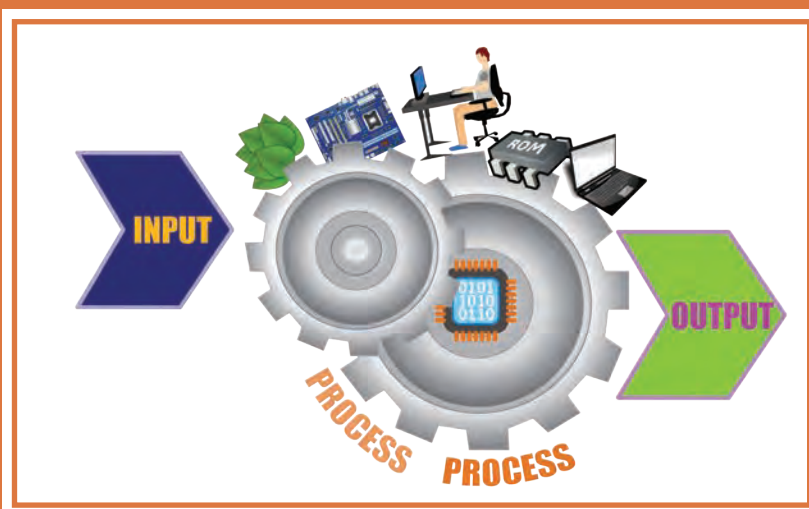 ROM
INPUT
0101
1010
0110
OUTPUT
PROCESS
PROCESS